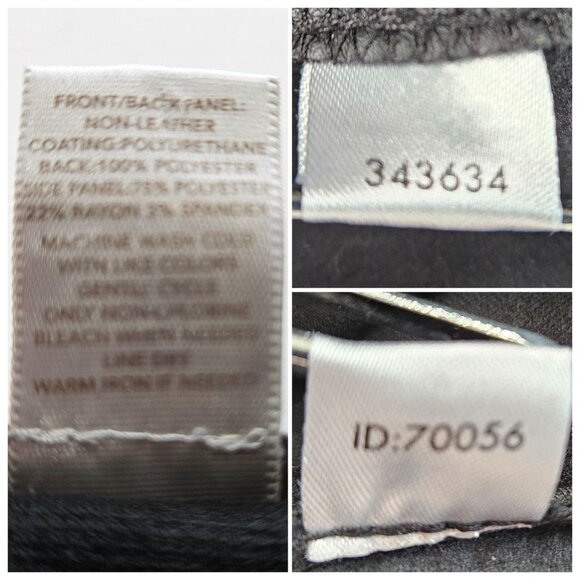 FRONT/BACK PANEL:
NON-LEATHER
COATING:POLYURETHANE
BACK:100% POLYESTER
SIDE PANEL:75% POLYESTER
22% RAYON 3% SPANDEX
MACHINE WASH COLD
WITH LIKE COLORS
GENTLE CYCLE
ONLY NON-CHLORINE
BLEACH WHEN NEEDED
LINE DRY
WARM IRON IF NEEDED
343634
ID:70056